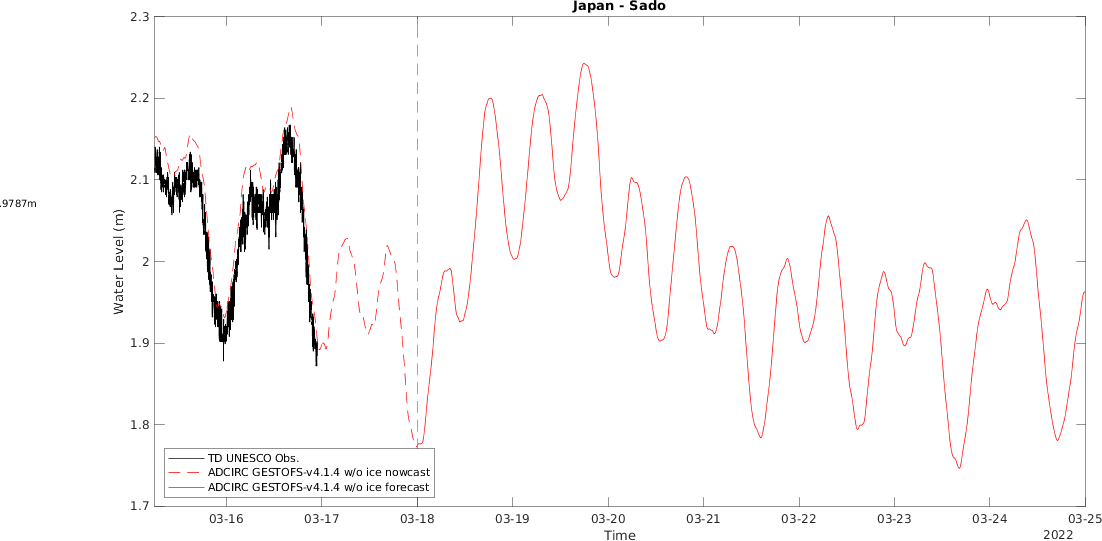 Japan - Sado
2.3
2.2
2.1
2
1.9
1.8
1.7
Water Level (m)
.9787m
TD UNESCO Obs.
ADCIRC GESTOFS-v4.1.4 w/o ice nowcast
ADCIRC GESTOFS-v4.1.4 w/o ice forecast
03-16 03-17 03-18 03-19 03-20 03-21 03-22 03-23 03-24 03-25
Time
2022